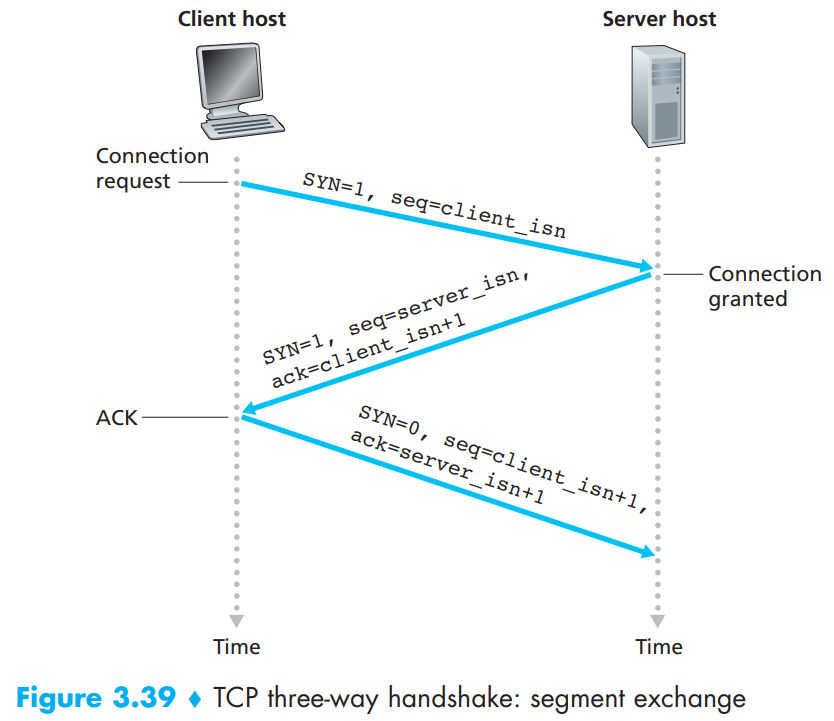 Client host
Server host
Connection
request
SYN=1, seq=client_isn
Connection
granted
SYN=1, seq=server_isn,
ack=client_isn+1
ACK
SYN=0, seq=client_isn+1,
ack=server_isn+1
Time
Time
Figure 3.39 ♦ TCP three-way handshake: segment exchange